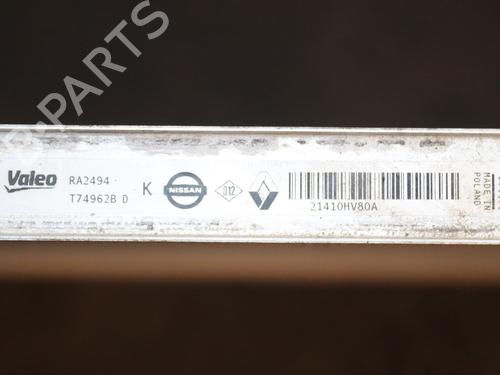 B-PARTS
Valeo
RA2494
T74962B D
K
NISSAN
012
21410HV80A
MADE IN
POLAND